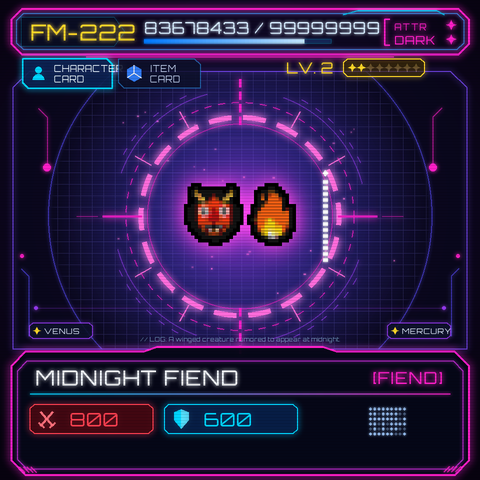 FM-222
83678433 / 99999999
ATTR
DARK
CHARACTER
CARD
ITEM
CARD
LV. 2
VENUS
MERCURY
// LOG: A winged creature rumored to appear at midnight.
MIDNIGHT FIEND
[FIEND]
800
600